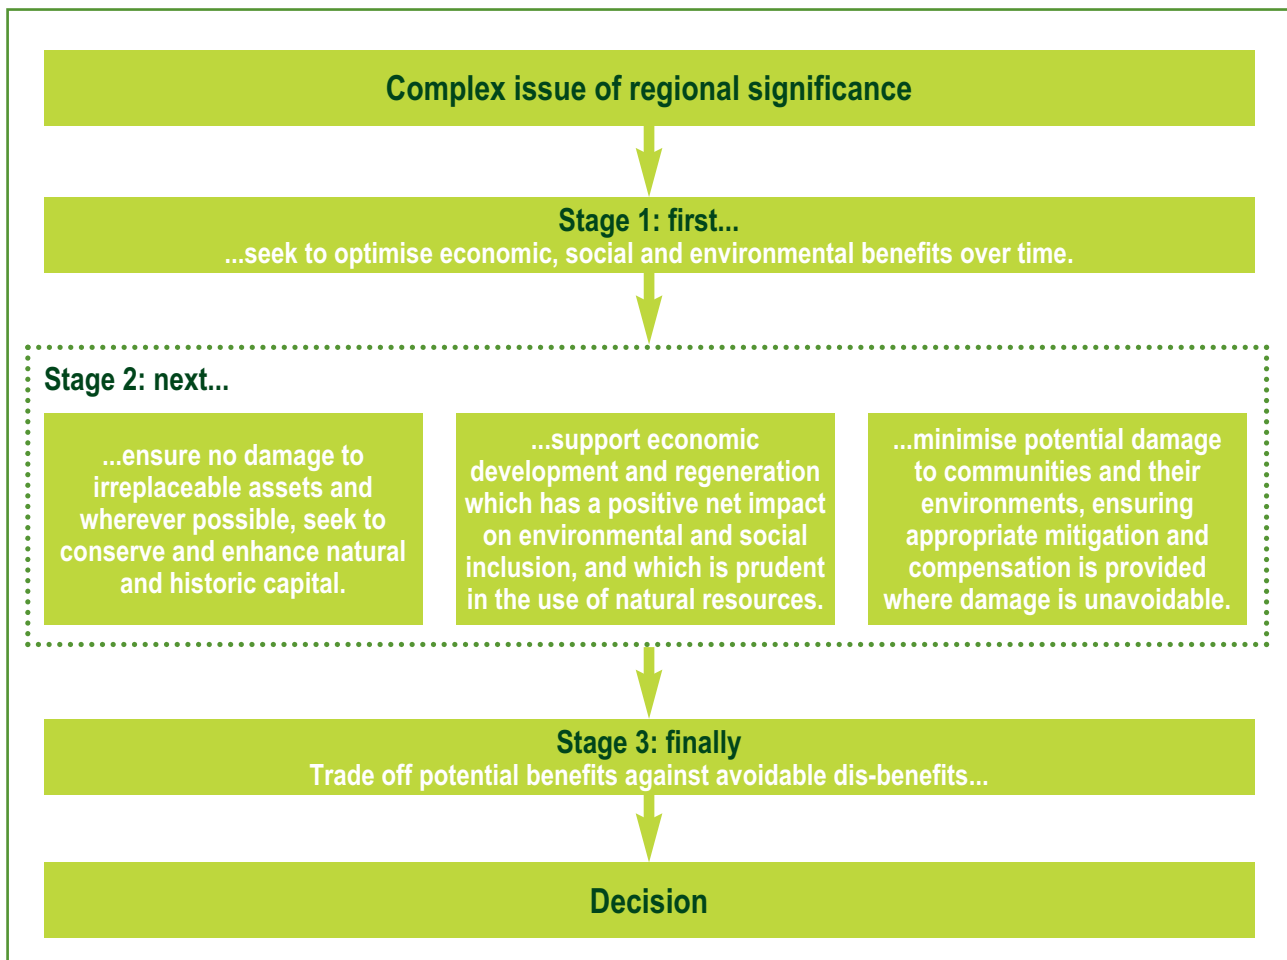 Complex issue of regional significance
Stage 1: first...
...seek to optimise economic, social and environmental benefits over time.
Stage 2: next...
...ensure no damage to
irreplaceable assets and
wherever possible, seek to
conserve and enhance natural
and historic capital.
...support economic
development and regeneration
which has a positive net impact
on environmental and social
inclusion, and which is prudent
in the use of natural resources.
...minimise potential damage
to communities and their
environments, ensuring
appropriate mitigation and
compensation is provided
where damage is unavoidable.
Stage 3: finally
Trade off potential benefits against avoidable dis-benefits...
Decision